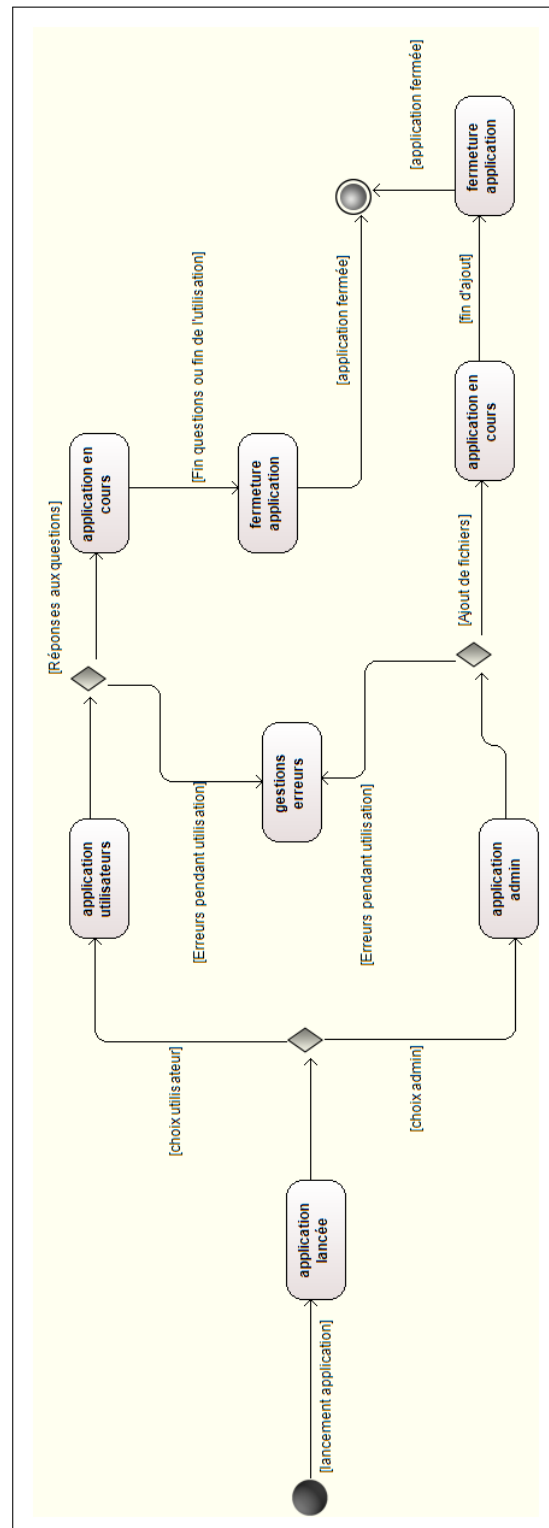 [lancement application]
application
lancée
[choix utilisateur]
[choix admin]
application
utilisateurs
application
admin
[Erreurs pendant utilisation]
[Erreurs pendant utilisation]
gestions
erreurs
[Réponses aux questions]
[Ajout de fichiers]
application en
cours
application en
cours
[Fin questions ou fin de l'utilisation]
fermeture
application
[application fermée]
[fin d'ajout]
fermeture
application
[application fermée]